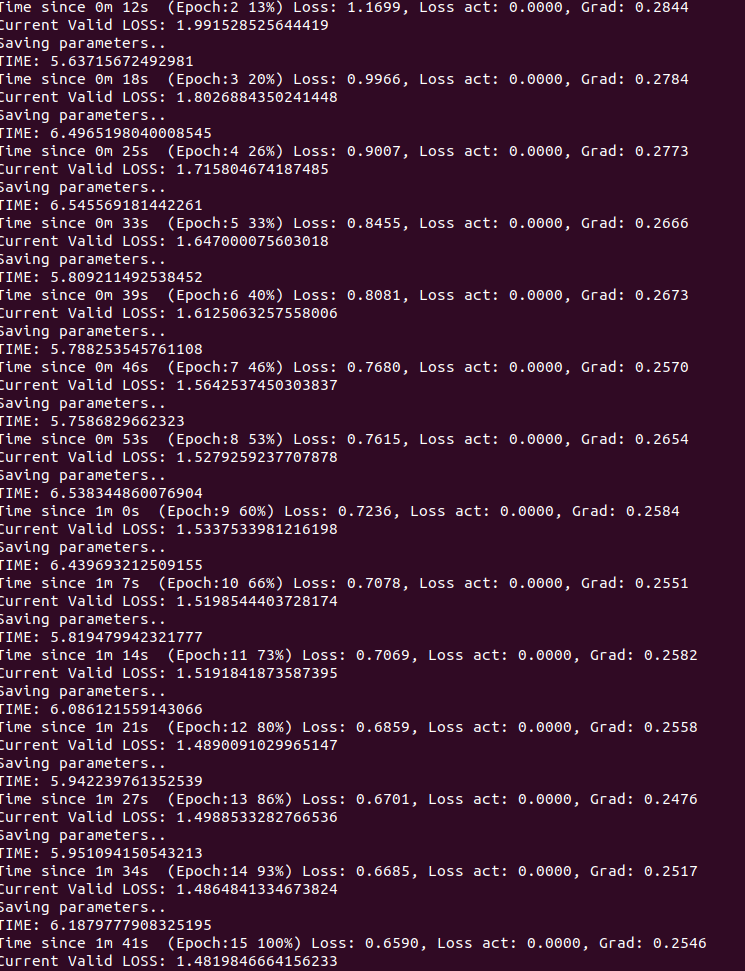 Time since 0m 12s  (Epoch:2 13%) Loss: 1.1699, Loss act: 0.0000, Grad: 0.2844
Current Valid LOSS: 1.991528525644419
Saving parameters..
TIME: 5.63715672492981
Time since 0m 18s  (Epoch:3 20%) Loss: 0.9966, Loss act: 0.0000, Grad: 0.2784
Current Valid LOSS: 1.8026884350241448
Saving parameters..
TIME: 6.4965198040008545
Time since 0m 25s  (Epoch:4 26%) Loss: 0.9007, Loss act: 0.0000, Grad: 0.2773
Current Valid LOSS: 1.715804674187485
Saving parameters..
TIME: 6.545569181442261
Time since 0m 33s  (Epoch:5 33%) Loss: 0.8455, Loss act: 0.0000, Grad: 0.2666
Current Valid LOSS: 1.647000075603018
Saving parameters..
TIME: 5.809211492538452
Time since 0m 39s  (Epoch:6 40%) Loss: 0.8081, Loss act: 0.0000, Grad: 0.2673
Current Valid LOSS: 1.6125063257558006
Saving parameters..
TIME: 5.788253545761108
Time since 0m 46s  (Epoch:7 46%) Loss: 0.7680, Loss act: 0.0000, Grad: 0.2570
Current Valid LOSS: 1.5642537450303837
Saving parameters..
TIME: 5.7586829662323
Time since 0m 53s  (Epoch:8 53%) Loss: 0.7615, Loss act: 0.0000, Grad: 0.2654
Current Valid LOSS: 1.5279259237707878
Saving parameters..
TIME: 6.538344860076904
Time since 1m 0s  (Epoch:9 60%) Loss: 0.7236, Loss act: 0.0000, Grad: 0.2584
Current Valid LOSS: 1.5337533981216198
Saving parameters..
TIME: 6.439693212509155
Time since 1m 7s  (Epoch:10 66%) Loss: 0.7078, Loss act: 0.0000, Grad: 0.2551
Current Valid LOSS: 1.5198544403728174
Saving parameters..
TIME: 5.819479942321777
Time since 1m 14s  (Epoch:11 73%) Loss: 0.7069, Loss act: 0.0000, Grad: 0.2582
Current Valid LOSS: 1.5191841873587395
Saving parameters..
TIME: 6.086121559143066
Time since 1m 21s  (Epoch:12 80%) Loss: 0.6859, Loss act: 0.0000, Grad: 0.2558
Current Valid LOSS: 1.4890091029965147
Saving parameters..
TIME: 5.942239761352539
Time since 1m 27s  (Epoch:13 86%) Loss: 0.6701, Loss act: 0.0000, Grad: 0.2476
Current Valid LOSS: 1.4988533282766536
Saving parameters..
TIME: 5.951094150543213
Time since 1m 34s  (Epoch:14 93%) Loss: 0.6685, Loss act: 0.0000, Grad: 0.2517
Current Valid LOSS: 1.4864841334673824
Saving parameters..
TIME: 6.1879777908325195
Time since 1m 41s  (Epoch:15 100%) Loss: 0.6590, Loss act: 0.0000, Grad: 0.2546
Current Valid LOSS: 1.4819846664156233